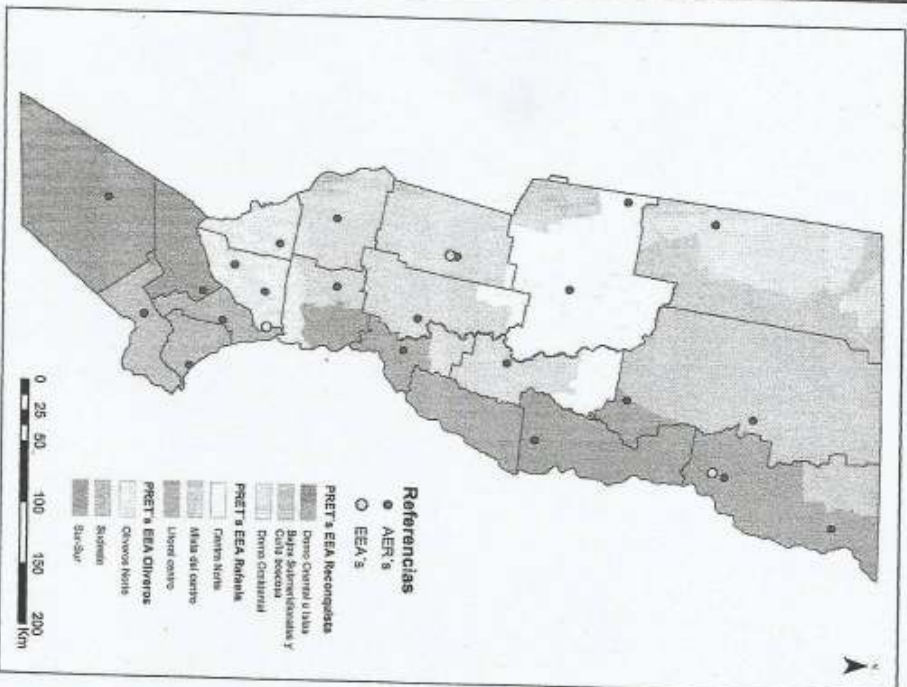 Referencias
AER's
EEA's
PRET's EEA Reconquista
Domo Oriental e Islas
Bajos Submeridionales y
Cuña boscosa
Domo Occidental
PRET's EEA Rafaela
Centro Norte
Mixta del centro
Litoral centro
PRET's EEA Oliveros
Oliveros Norte
Sudeste
Sur-Sur
0 25 50 100 150 200
Km